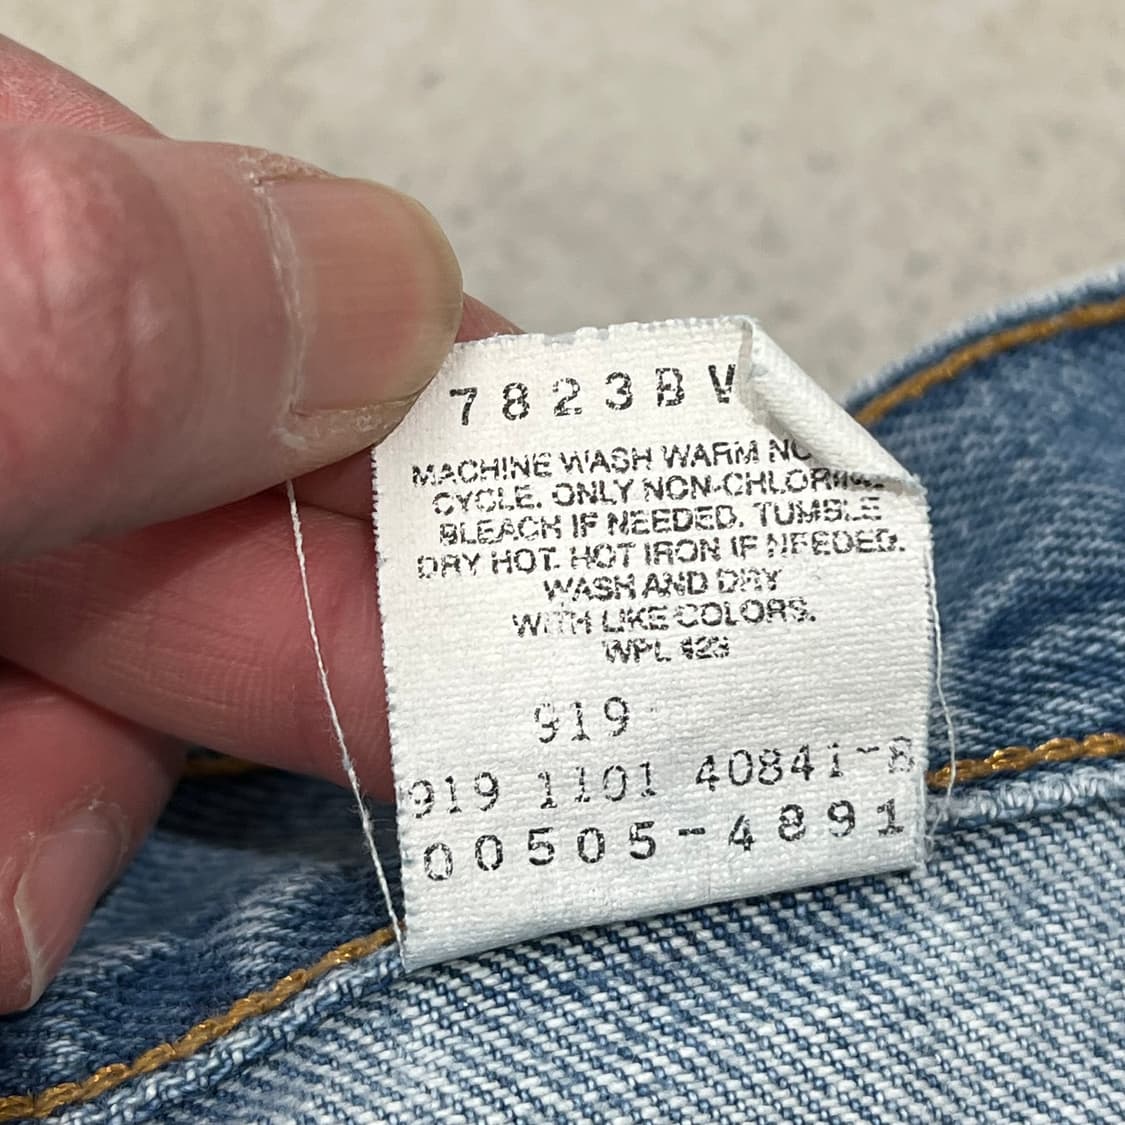 7823BV
MACHINE WASH WARM
CYCLE. ONLY NON-CHLORINE
BLEACH IF NEEDED. TUMBLE
DRY HOT. HOT IRON IF NEEDED.
WASH AND DRY
WITH LIKE COLORS.
WPL 423
919
919 1101 40841-8
00505-4891